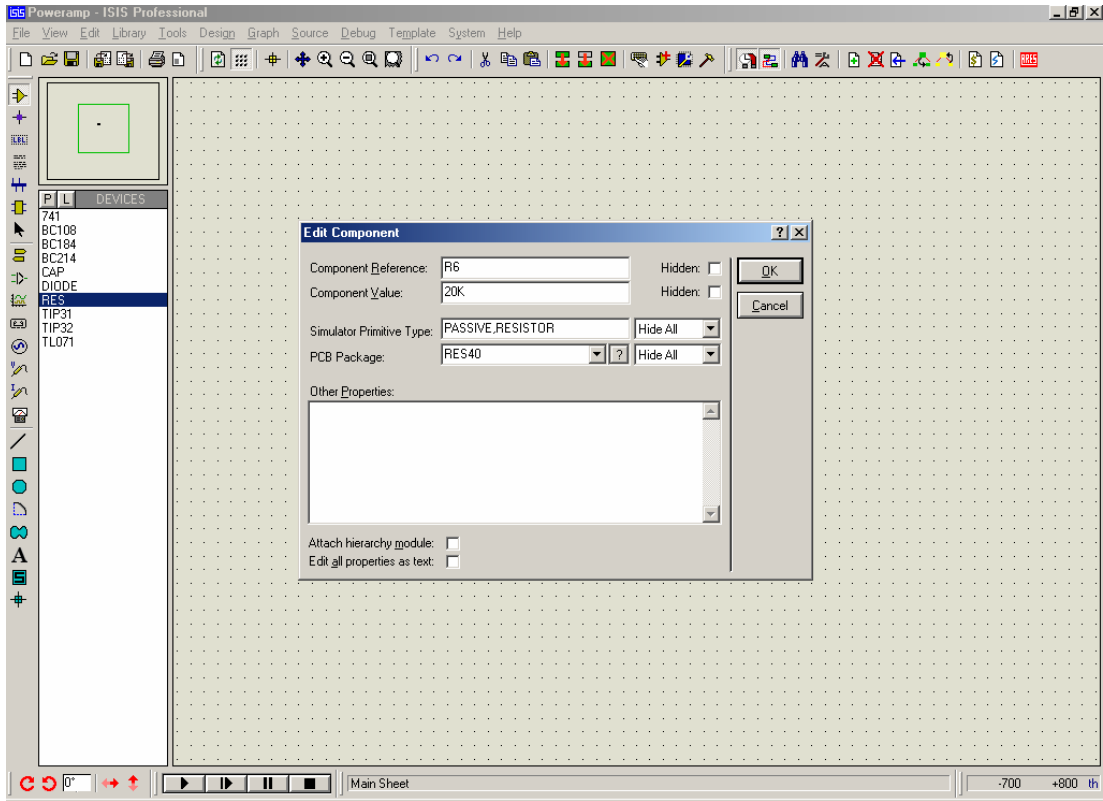 ISIS Poweramp - ISIS Professional
File View Edit Library Tools Design Graph Source Debug Template System Help
LBL
P L DEVICES
741
BC108
BC184
BC214
CAP
DIODE
RES
TIP31
TIP32
TL071
Edit Component
Component Reference: R6 Hidden: OK
Component Value: 20K Hidden: Cancel
Simulator Primitive Type: PASSIVE,RESISTOR Hide All
PCB Package: RES40 ? Hide All
Other Properties:
Attach hierarchy module:
Edit all properties as text:
A
S
0° Main Sheet -700 +800 th